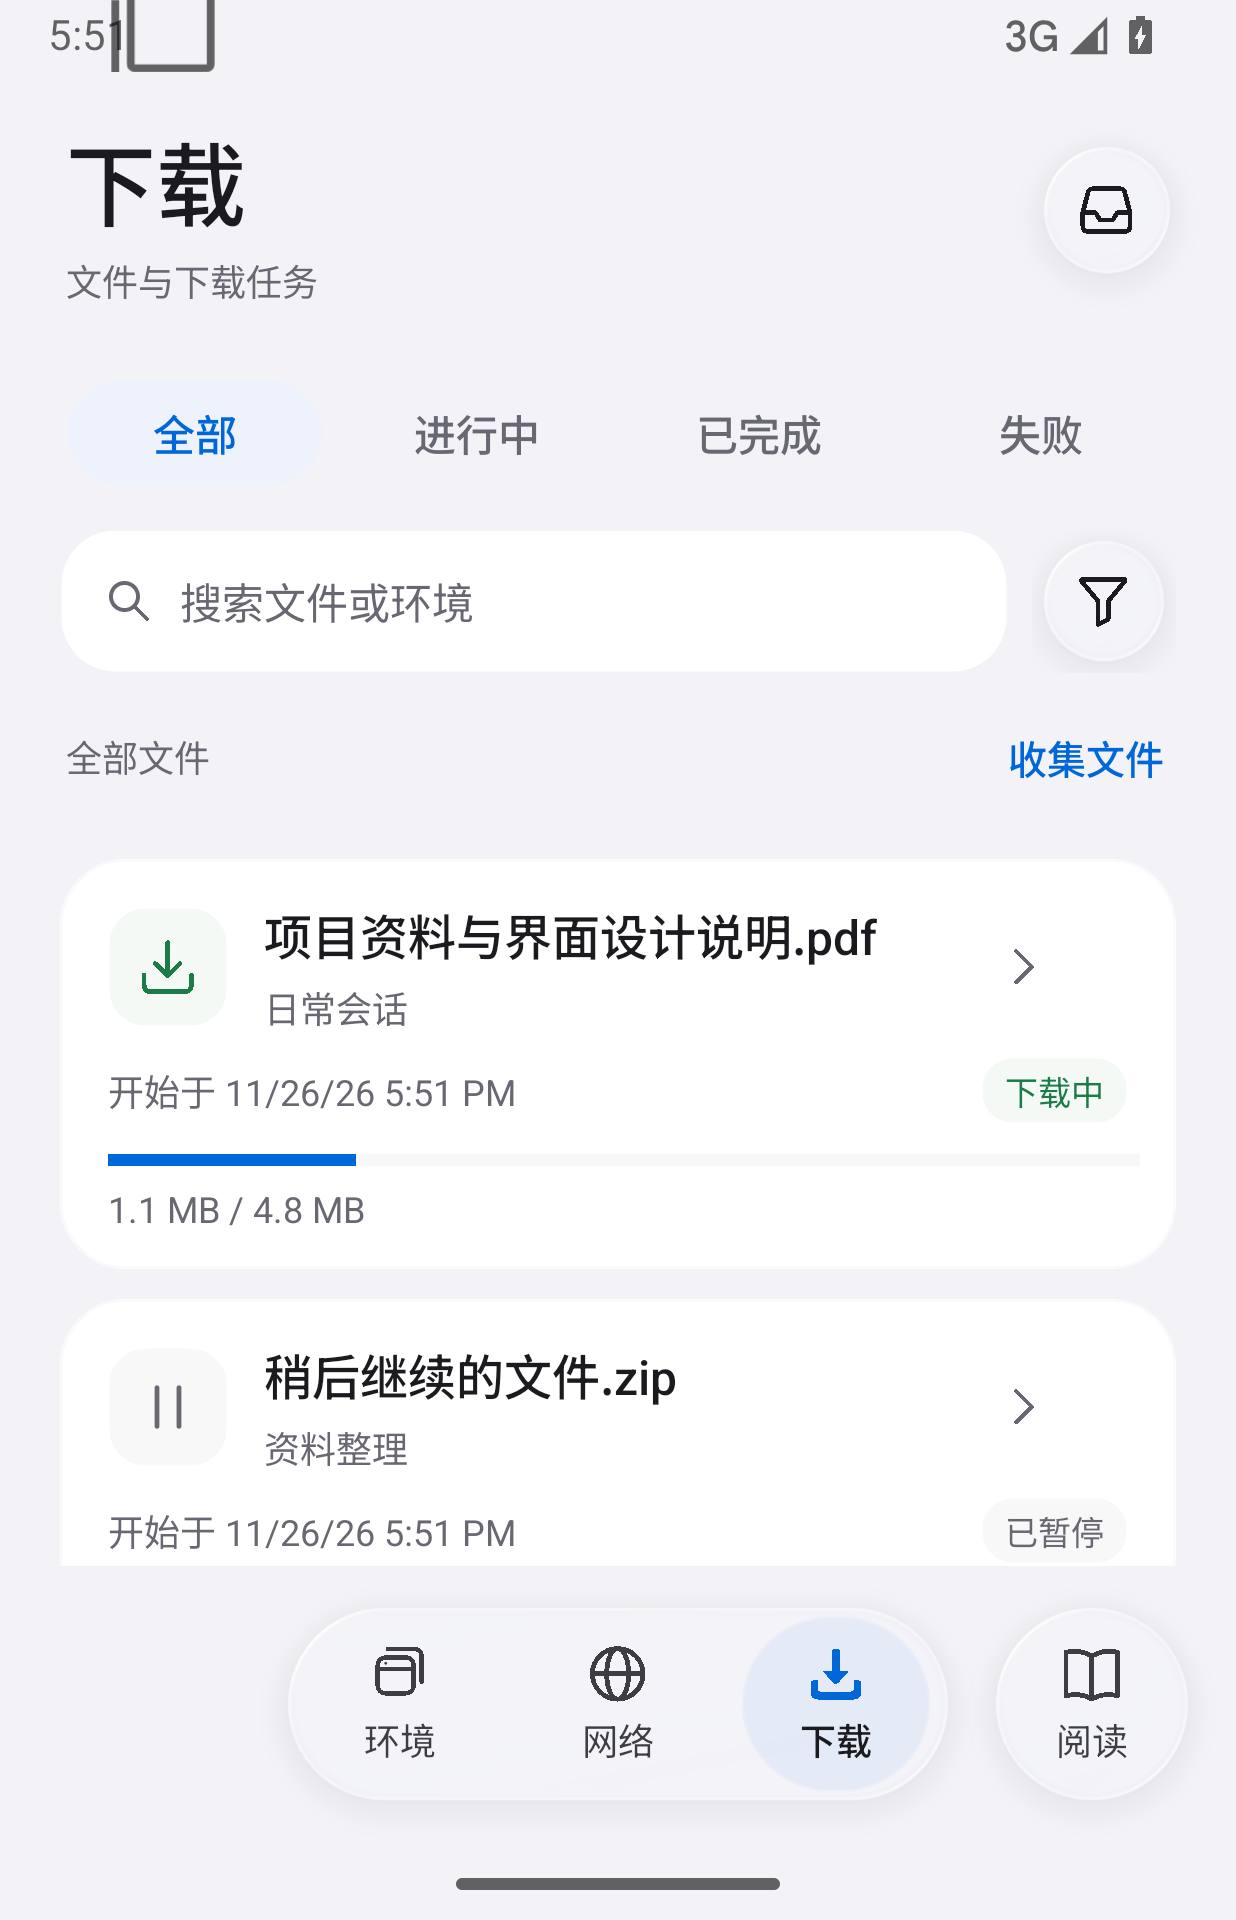 5:51
3G
下载
文件与下载任务
全部
进行中
已完成
失败
搜索文件或环境
全部文件
收集文件
项目资料与界面设计说明.pdf
日常会话
开始于 11/26/26 5:51 PM
下载中
1.1 MB / 4.8 MB
稍后继续的文件.zip
资料整理
开始于 11/26/26 5:51 PM
已暂停
环境
网络
下载
阅读